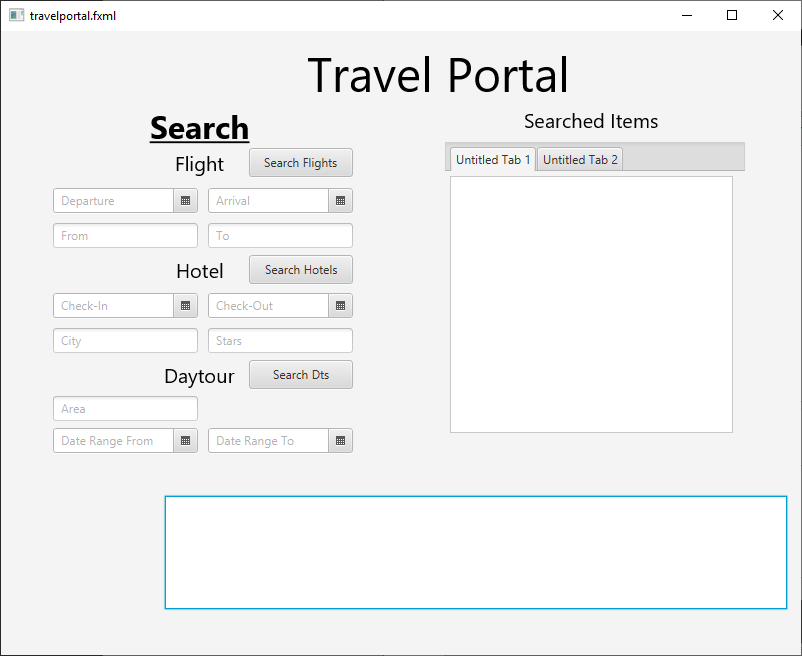 travelportal.fxml
Travel Portal
Search
Flight
Search Flights
Departure
Arrival
From
To
Hotel
Search Hotels
Check-In
Check-Out
City
Stars
Daytour
Search Dts
Area
Date Range From
Date Range To
Searched Items
Untitled Tab 1
Untitled Tab 2